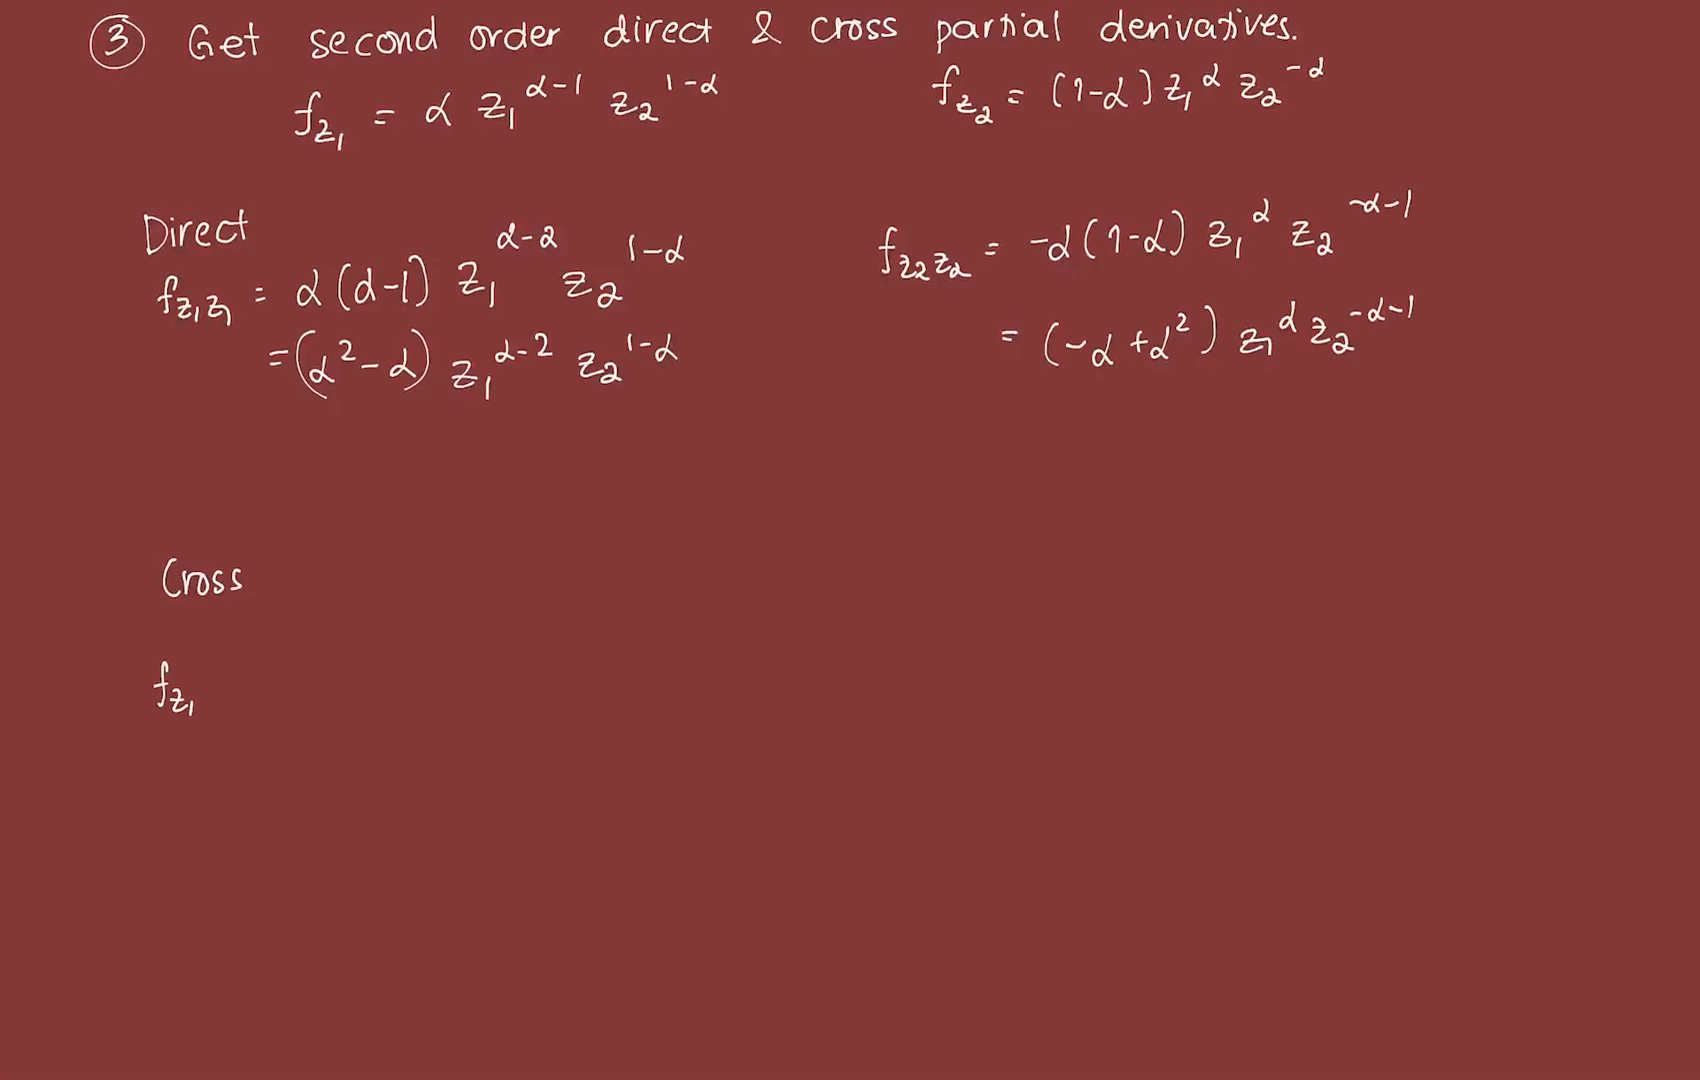 ③ Get second order direct & cross partial derivatives.
f_{z_1} = α z_1^{α-1} z_2^{1-α}
f_{z_2} = (1-α) z_1^α z_2^{-α}
Direct
f_{z_1z_1} = α(α-1) z_1^{α-2} z_2^{1-α}
= (α^2-α) z_1^{α-2} z_2^{1-α}
f_{z_2z_2} = -α(1-α) z_1^α z_2^{-α-1}
= (-α+α^2) z_1^α z_2^{-α-1}
Cross
f_{z_1}